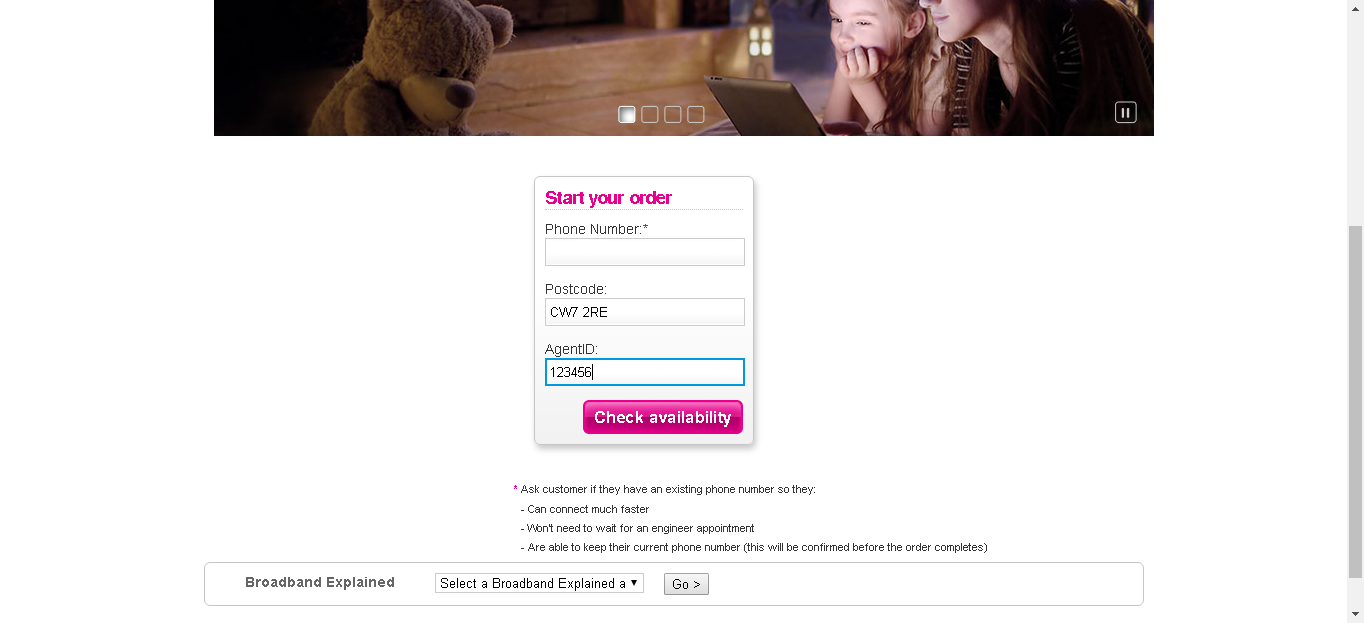 Start your order
Phone Number:*
Postcode:
CW7 2RE
AgentID:
123456
Check availability
* Ask customer if they have an existing phone number so they:
- Can connect much faster
- Won't need to wait for an engineer appointment
- Are able to keep their current phone number (this will be confirmed before the order completes)
Broadband Explained
Select a Broadband Explained a
Go >